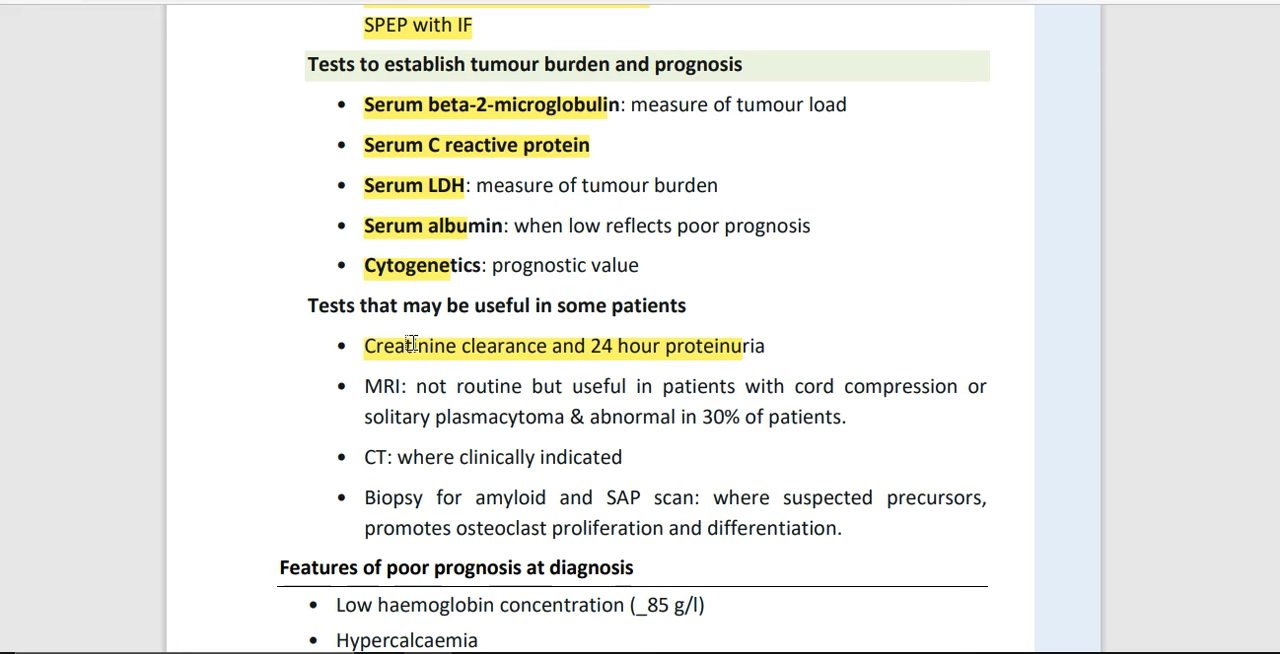 SPEP with IF
Tests to establish tumour burden and prognosis
• Serum beta-2-microglobulin: measure of tumour load
• Serum C reactive protein
• Serum LDH: measure of tumour burden
• Serum albumin: when low reflects poor prognosis
• Cytogenetics: prognostic value
Tests that may be useful in some patients
• Creatinine clearance and 24 hour proteinuria
• MRI: not routine but useful in patients with cord compression or
solitary plasmacytoma & abnormal in 30% of patients.
• CT: where clinically indicated
• Biopsy for amyloid and SAP scan: where suspected precursors,
promotes osteoclast proliferation and differentiation.
Features of poor prognosis at diagnosis
• Low haemoglobin concentration (_85 g/l)
• Hypercalcaemia